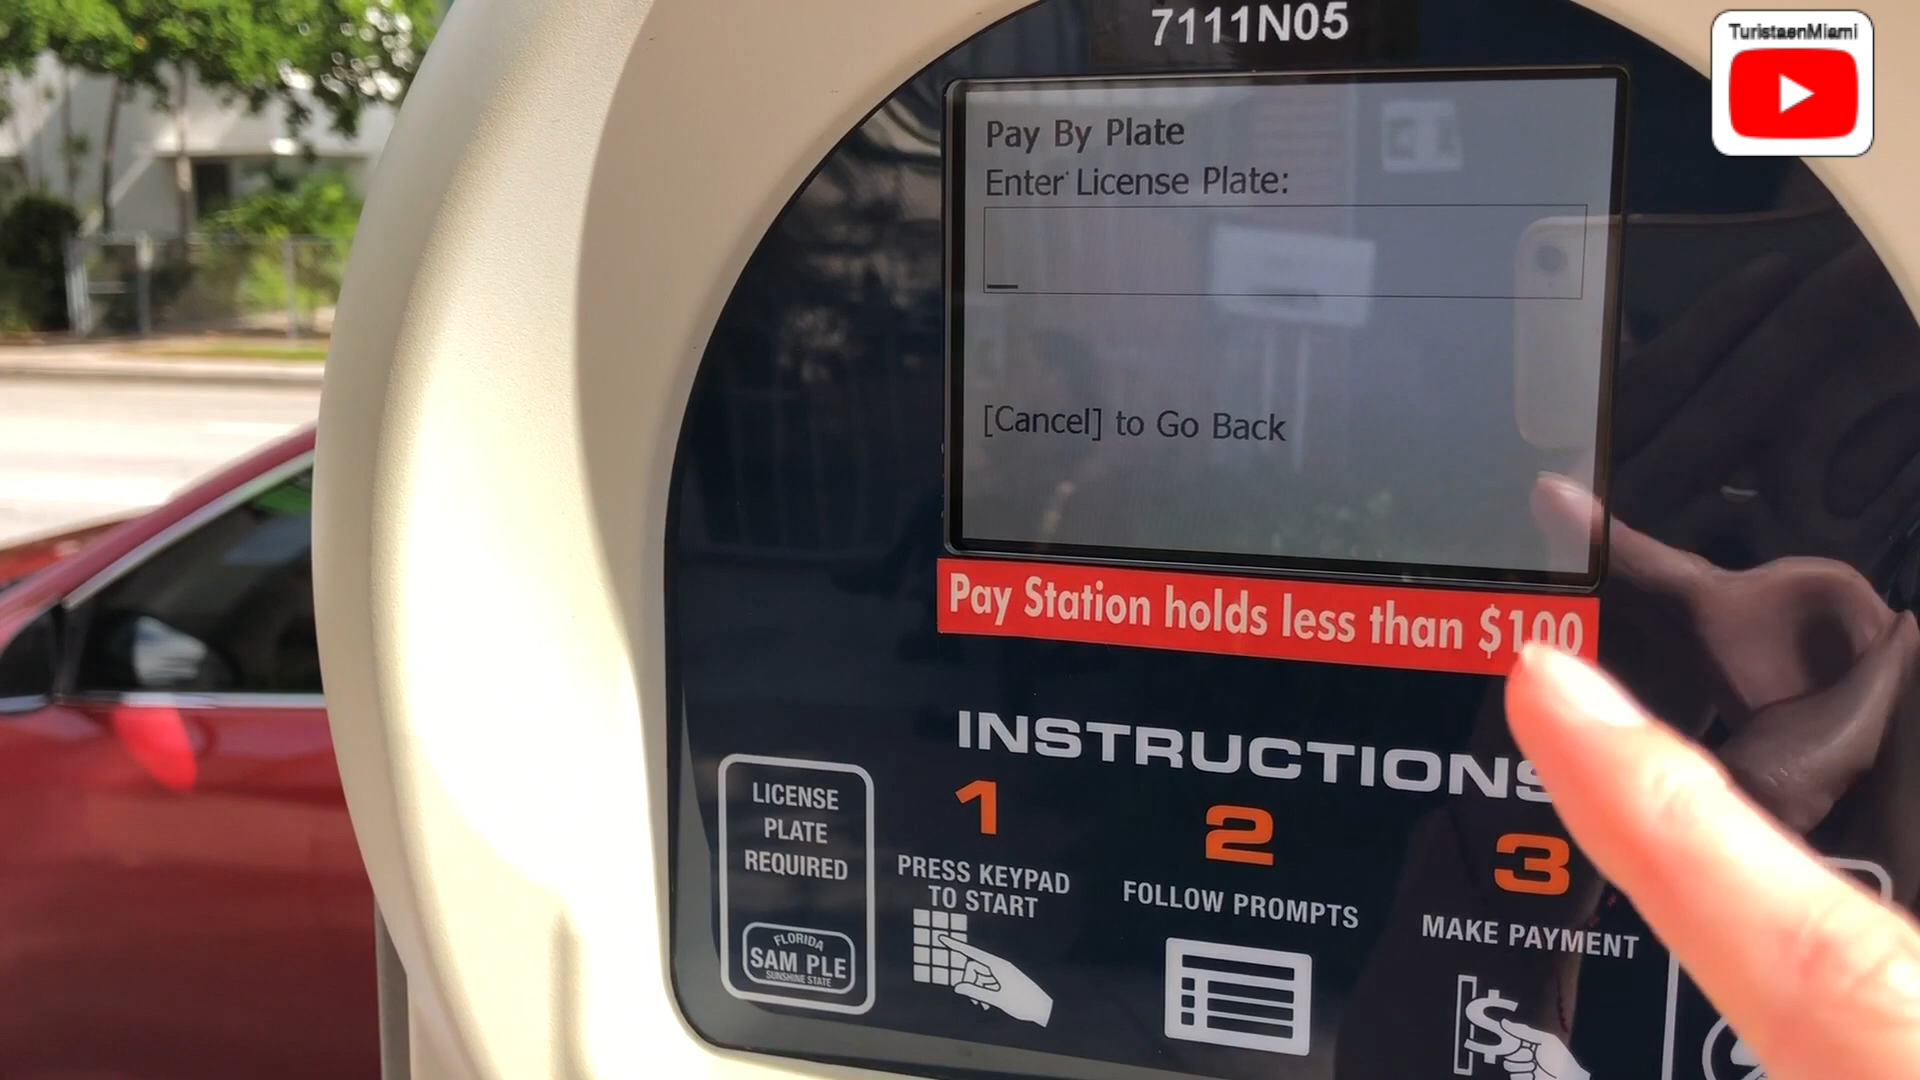 7111N05
TuristaenMiami
Pay By Plate
Enter License Plate:
[Cancel] to Go Back
Pay Station holds less than $100
INSTRUCTIONS
LICENSE
PLATE
REQUIRED
FLORIDA
SAM PLE
SUNSHINE STATE
1
PRESS KEYPAD
TO START
2
FOLLOW PROMPTS
3
MAKE PAYMENT
$